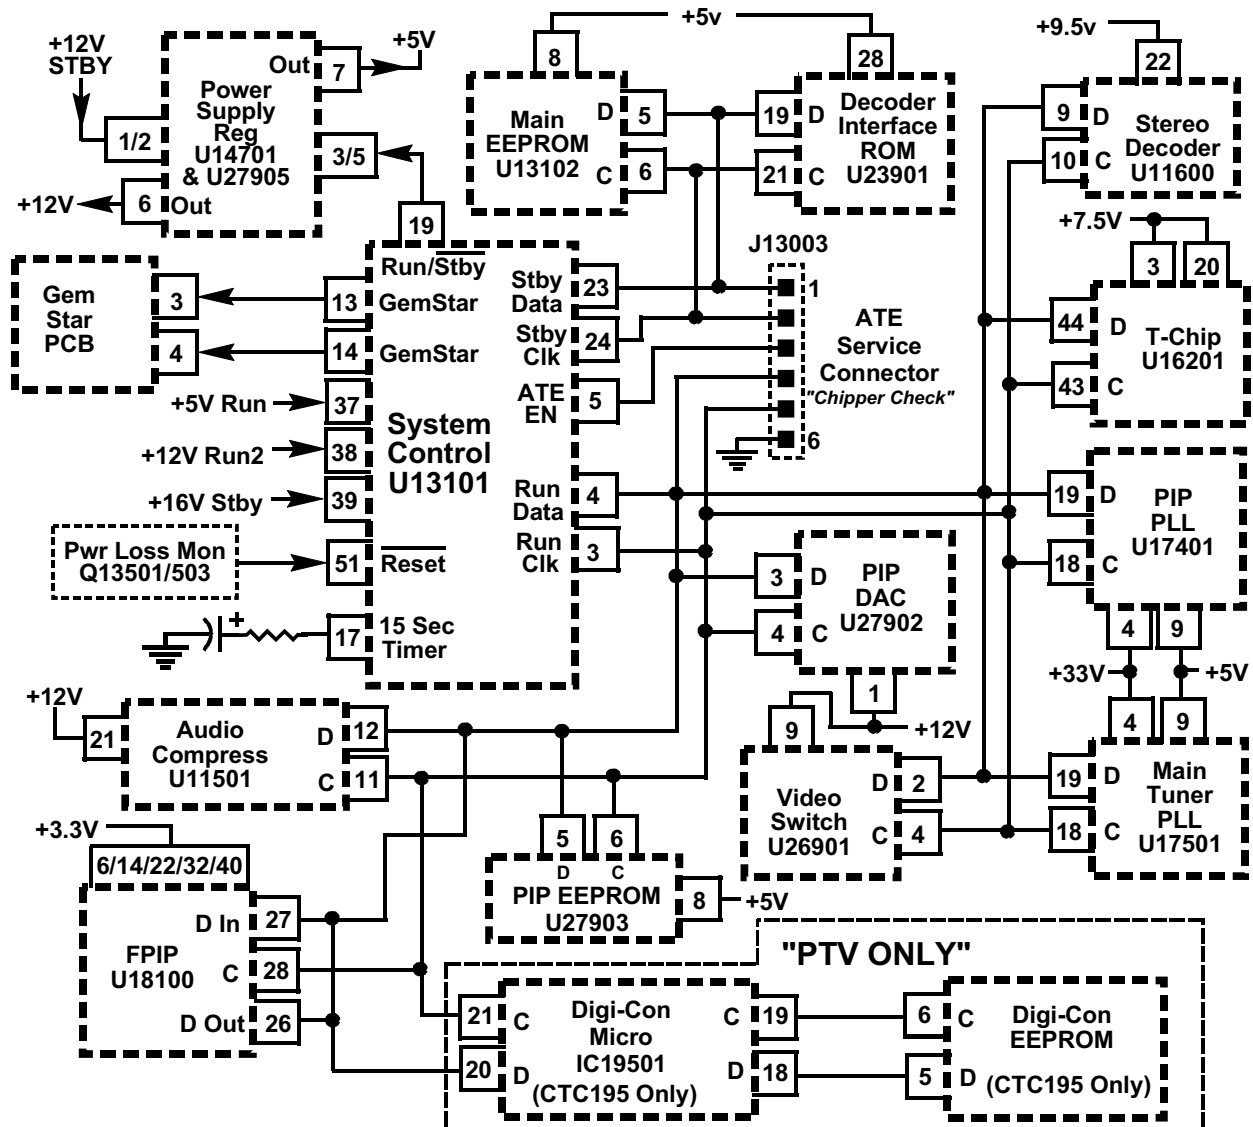 +5v
+12V
STBY
+5V
+9.5v
Out
7
8
28
22
Power
Supply
Reg
U14701
& U27905
1/2
3/5
6
Out
+12V
19
Main
EEPROM
U13102
D
5
C
6
19
D
21
C
Decoder
Interface
ROM
U23901
9
D
10
C
Stereo
Decoder
U11600
+7.5V
3
20
J13003
1
6
ATE
Service
Connector
"Chipper Check"
44
D
43
C
T-Chip
U16201
Gem
Star
PCB
3
4
Run/Stby
13
GemStar
14
GemStar
Stby
Data
23
Stby
Clk
24
ATE
EN
5
+5V Run
37
+12V Run2
38
+16V Stby
39
System
Control
U13101
Run
Data
4
Run
Clk
3
Pwr Loss Mon
Q13501/503
51
Reset
+
17
15 Sec
Timer
19
D
18
C
PIP
PLL
U17401
4
9
+33V
+5V
4
9
3
D
4
C
PIP
DAC
U27902
1
+12V
9
Video
Switch
U26901
D
2
C
4
19
D
18
C
Main
Tuner
PLL
U17501
+12V
21
Audio
Compress
U11501
D
12
C
11
+3.3V
6/14/22/32/40
FPIP
U18100
D In
27
C
28
D Out
26
5
6
D
C
PIP EEPROM
U27903
8
+5V
"PTV ONLY"
21
C
20
D
Digi-Con
Micro
IC19501
(CTC195 Only)
C
19
D
18
6
C
5
D
Digi-Con
EEPROM
(CTC195 Only)